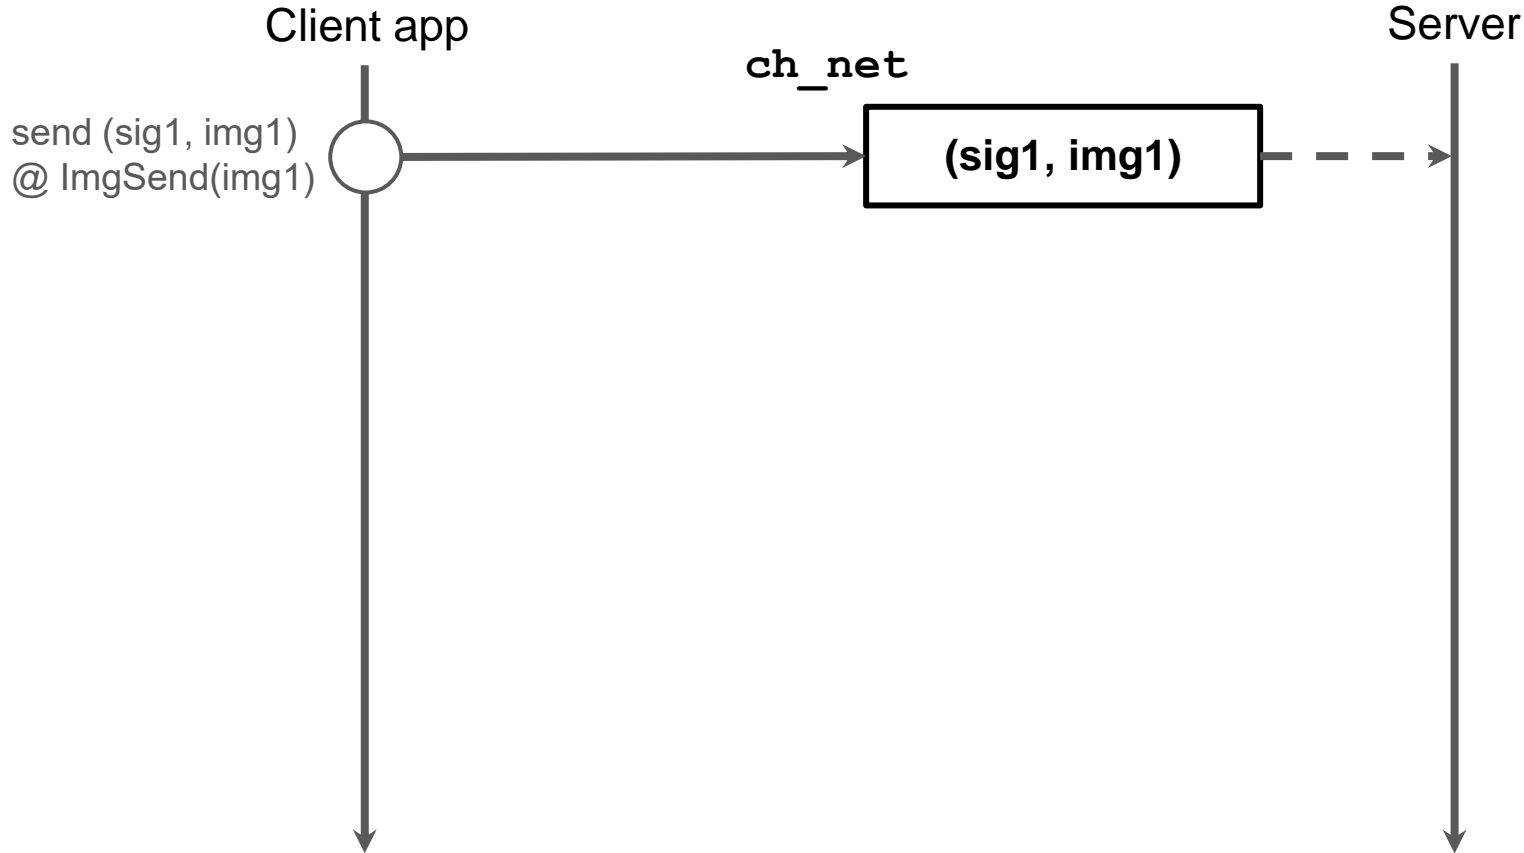 Client app
Server
ch_net
send (sig1, img1)
@ ImgSend(img1)
(sig1, img1)